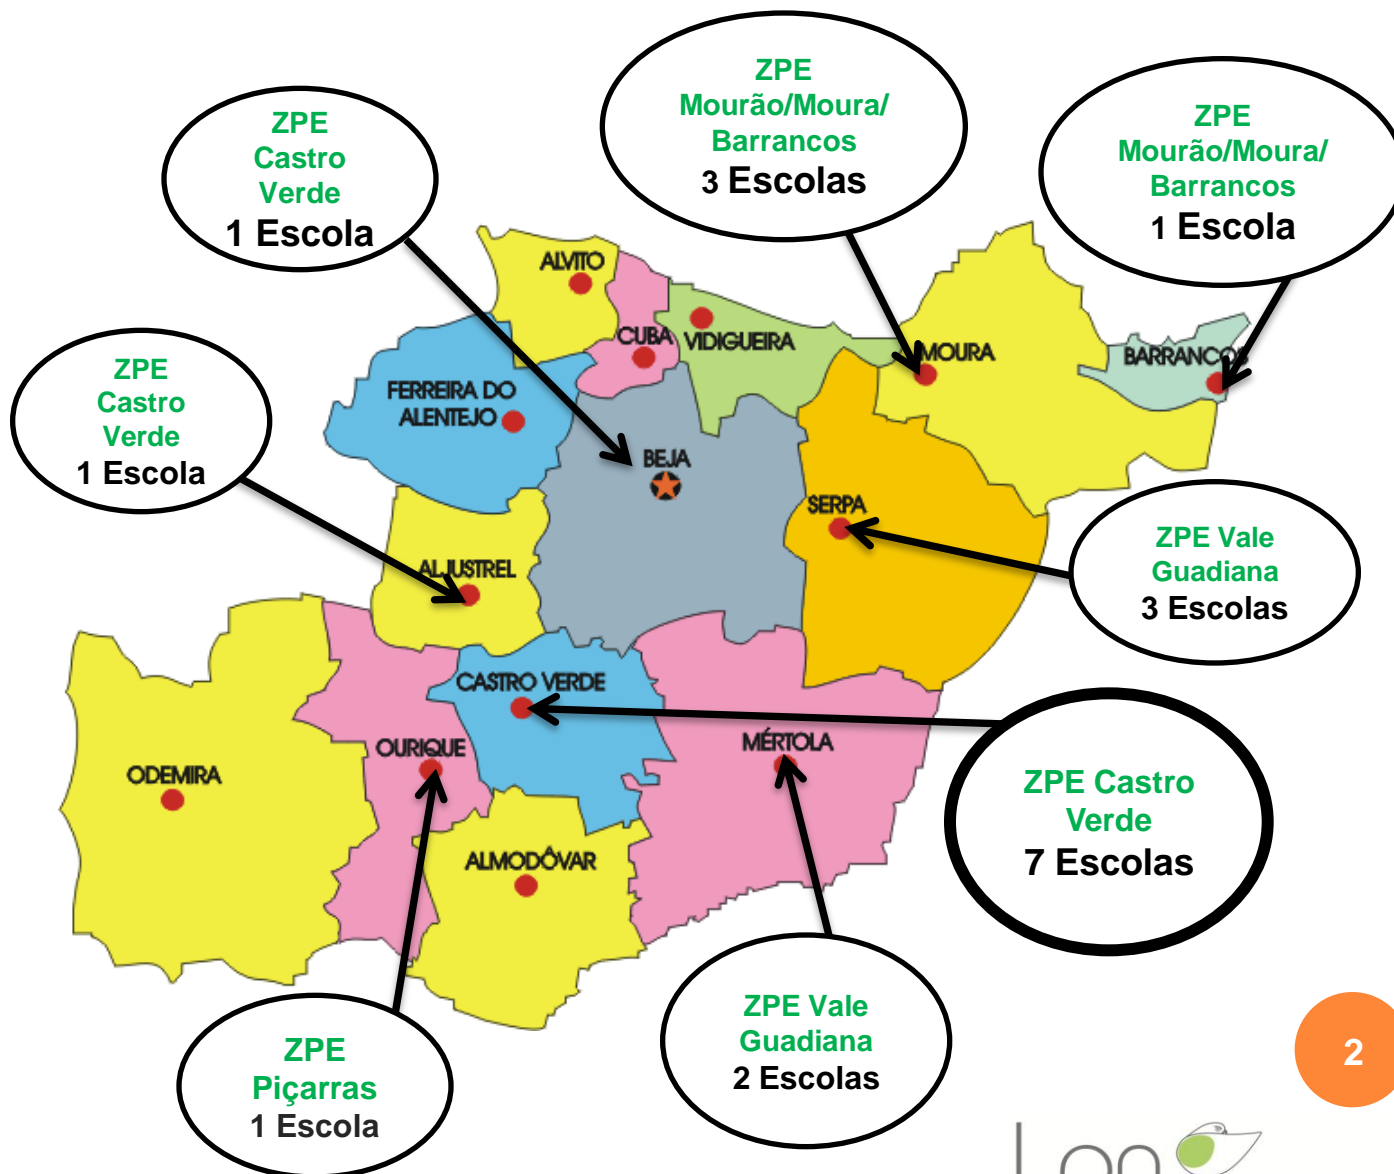 ZPE
Castro
Verde
1 Escola
ZPE
Mourão/Moura/
Barrancos
3 Escolas
ZPE
Mourão/Moura/
Barrancos
1 Escola
ZPE
Castro
Verde
1 Escola
ALVITO
CUBA
VIDIGUEIRA
MOURA
BARRANCOS
FERREIRA DO
ALENTEJO
BEJA
SERPA
ALJUSTREL
ZPE Vale
Guadiana
3 Escolas
CASTRO VERDE
OURIQUE
MÉRTOLA
ODEMIRA
ALMODÔVAR
ZPE Castro
Verde
7 Escolas
ZPE
Piçarras
1 Escola
ZPE Vale
Guadiana
2 Escolas
2